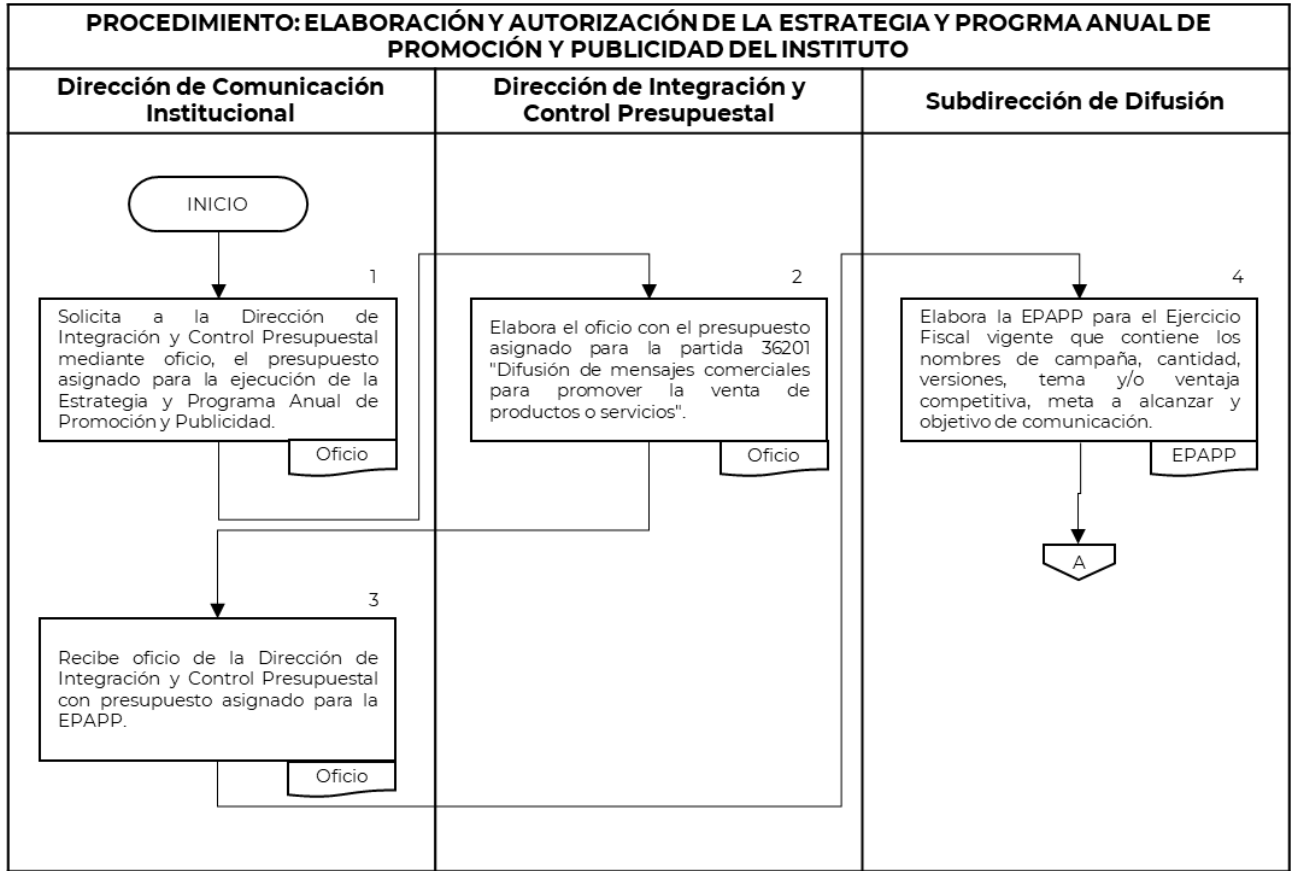 PROCEDIMIENTO: ELABORACIÓN Y AUTORIZACIÓN DE LA ESTRATEGIA Y PROGRMA ANUAL DE
PROMOCIÓN Y PUBLICIDAD DEL INSTITUTO
Dirección de Comunicación
Institucional
Dirección de Integración y
Control Presupuestal
Subdirección de Difusión
INICIO
1
Solicita a la Dirección de
Integración y Control Presupuestal
mediante oficio, el presupuesto
asignado para la ejecución de la
Estrategia y Programa Anual de
Promoción y Publicidad.
Oficio
2
Elabora el oficio con el presupuesto
asignado para la partida 36201
"Difusión de mensajes comerciales
para promover la venta de
productos o servicios".
Oficio
3
Recibe oficio de la Dirección de
Integración y Control Presupuestal
con presupuesto asignado para la
EPAPP.
Oficio
4
Elabora la EPAPP para el Ejercicio
Fiscal vigente que contiene los
nombres de campaña, cantidad,
versiones, tema y/o ventaja
competitiva, meta a alcanzar y
objetivo de comunicación.
EPAPP
A